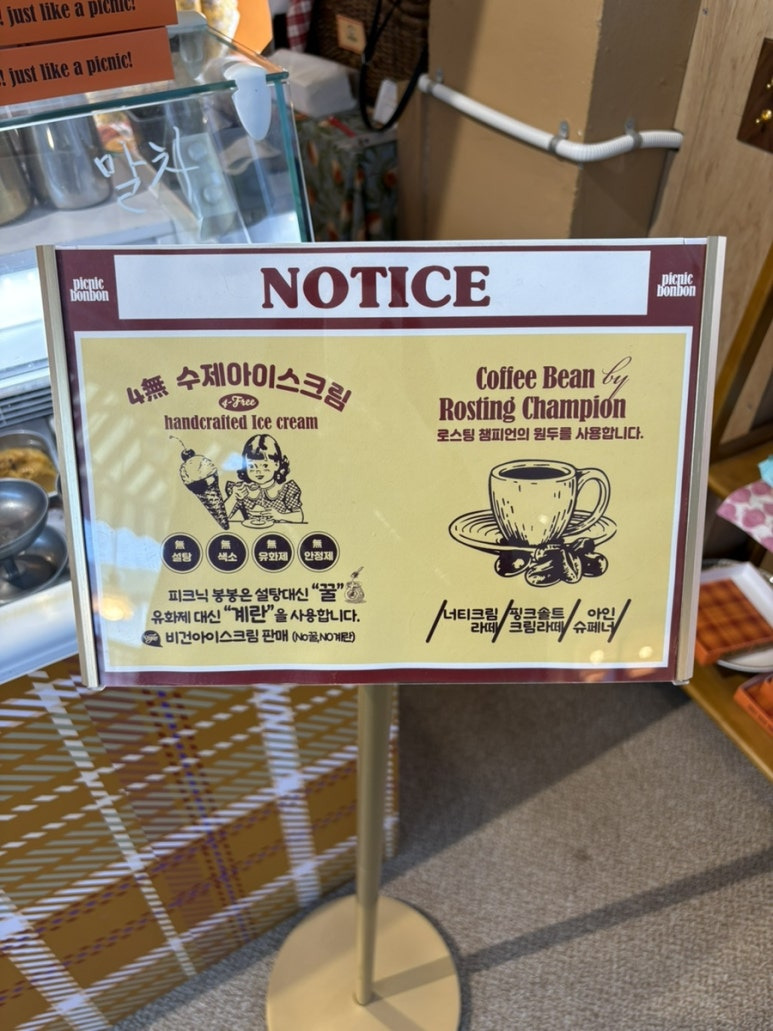 ! just like a picnic!
! just like a picnic!
말차
picnic
bonbon
NOTICE
picnic
bonbon
4無 수제아이스크림
4-Free
handcrafted Ice cream
無
설탕
無
색소
無
유화제
無
안정제
피크닉 봉봉은 설탕대신 "꿀"
유화제 대신 "계란"을 사용합니다.
비건아이스크림 판매 (NO꿀,NO계란)
Coffee Bean by
Rosting Champion
로스팅 챔피언의 원두를 사용합니다.
/너티크림
라떼/
핑크솔트
크림라떼/
아인
슈페너/